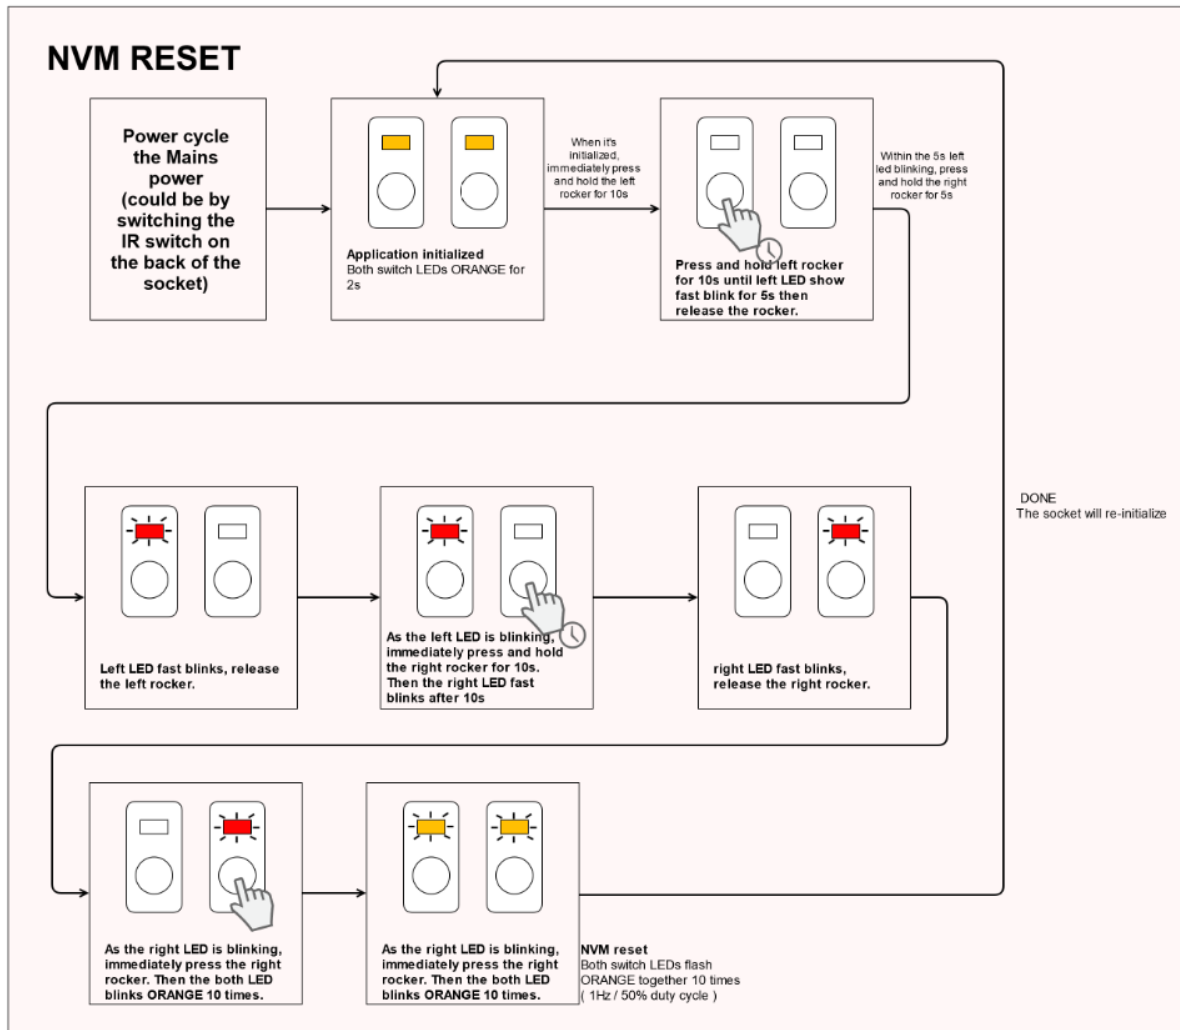 NVM RESET
Power cycle
the Mains
power
(could be by
switching the
IR switch on
the back of the
socket)
Application initialized
Both switch LEDs ORANGE for
2s
When it's
initialized,
immediately press
and hold the left
rocker for 10s
Press and hold left rocker
for 10s until left LED show
fast blink for 5s then
release the rocker.
Within the 5s left
led blinking, press
and hold the right
rocker for 5s
Left LED fast blinks, release
the left rocker.
As the left LED is blinking,
immediately press and hold
the right rocker for 10s.
Then the right LED fast
blinks after 10s
right LED fast blinks,
release the right rocker.
DONE
The socket will re-initialize
As the right LED is blinking,
immediately press the right
rocker. Then the both LED
blinks ORANGE 10 times.
As the right LED is blinking,
immediately press the right
rocker. Then the both LED
blinks ORANGE 10 times.
NVM reset
Both switch LEDs flash
ORANGE together 10 times
( 1Hz / 50% duty cycle )